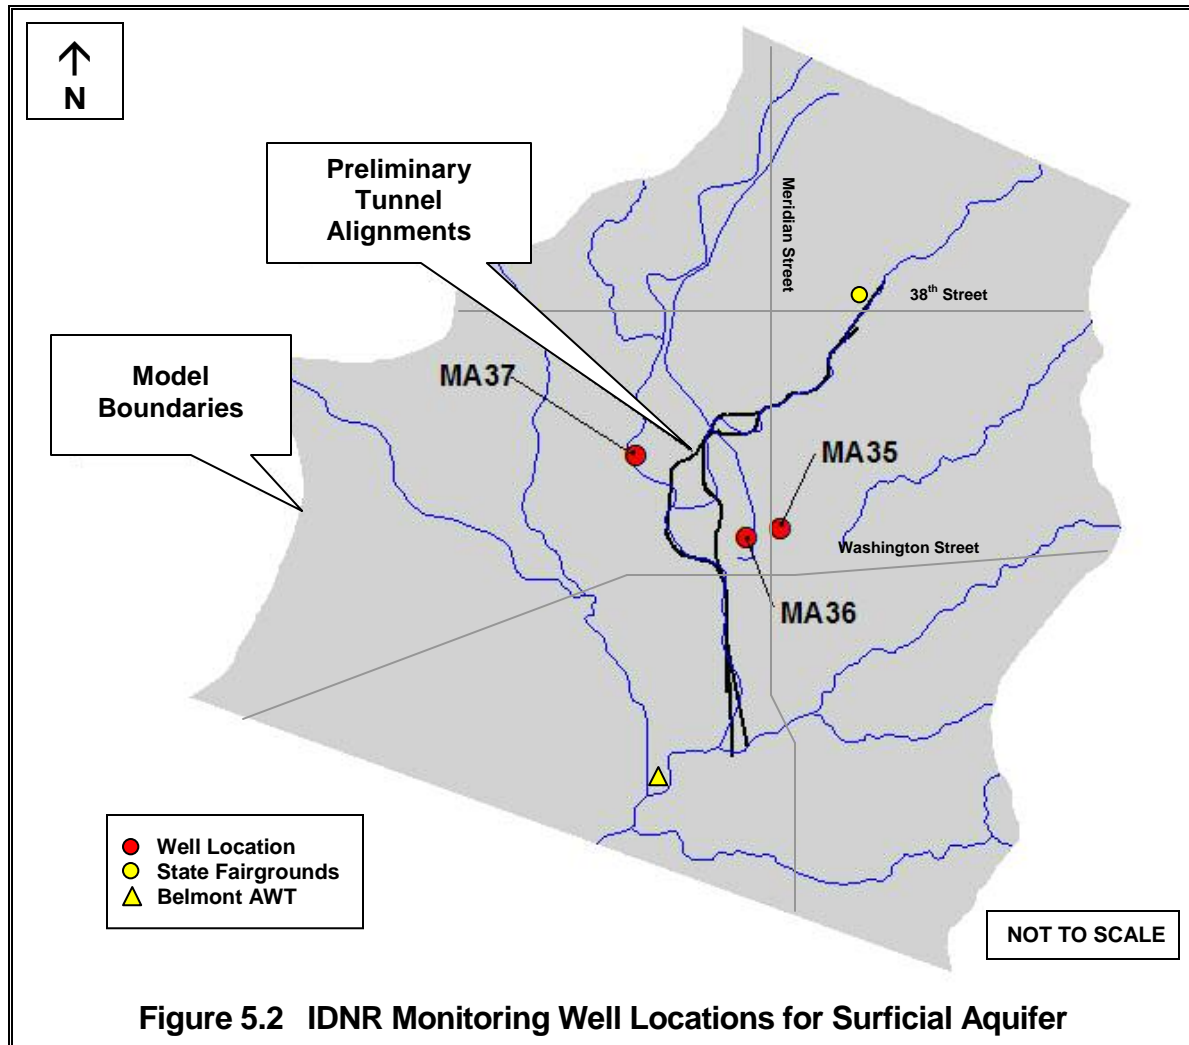 N
Preliminary
Tunnel
Alignments
Meridian Street
38th Street
Model
Boundaries
MA37
MA35
Washington Street
MA36
Well Location
State Fairgrounds
Belmont AWT
NOT TO SCALE
Figure 5.2 IDNR Monitoring Well Locations for Surficial Aquifer